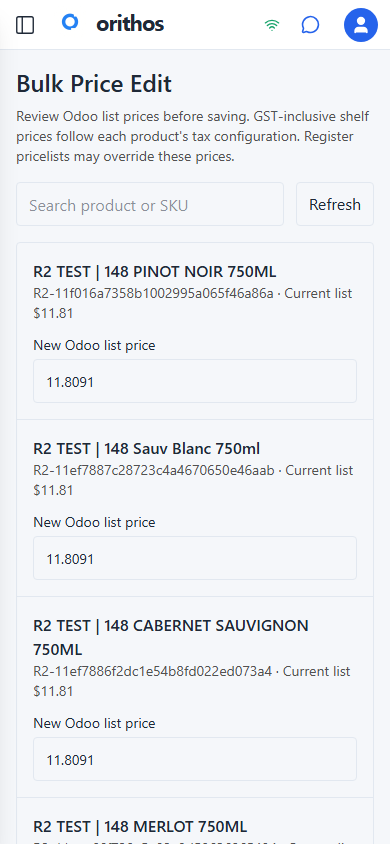 orithos
Bulk Price Edit
Review Odoo list prices before saving. GST-inclusive shelf
prices follow each product's tax configuration. Register
pricelists may override these prices.
Search product or SKU
Refresh
R2 TEST | 148 PINOT NOIR 750ML
R2-11f016a7358b1002995a065f46a86a · Current list
$11.81
New Odoo list price
11.8091
R2 TEST | 148 Sauv Blanc 750ml
R2-11ef7887c28723c4a4670650e46aab · Current list
$11.81
New Odoo list price
11.8091
R2 TEST | 148 CABERNET SAUVIGNON
750ML
R2-11ef7886f2dc1e54b8fd022ed073a4 · Current list
$11.81
New Odoo list price
11.8091
R2 TEST | 148 MERLOT 750ML